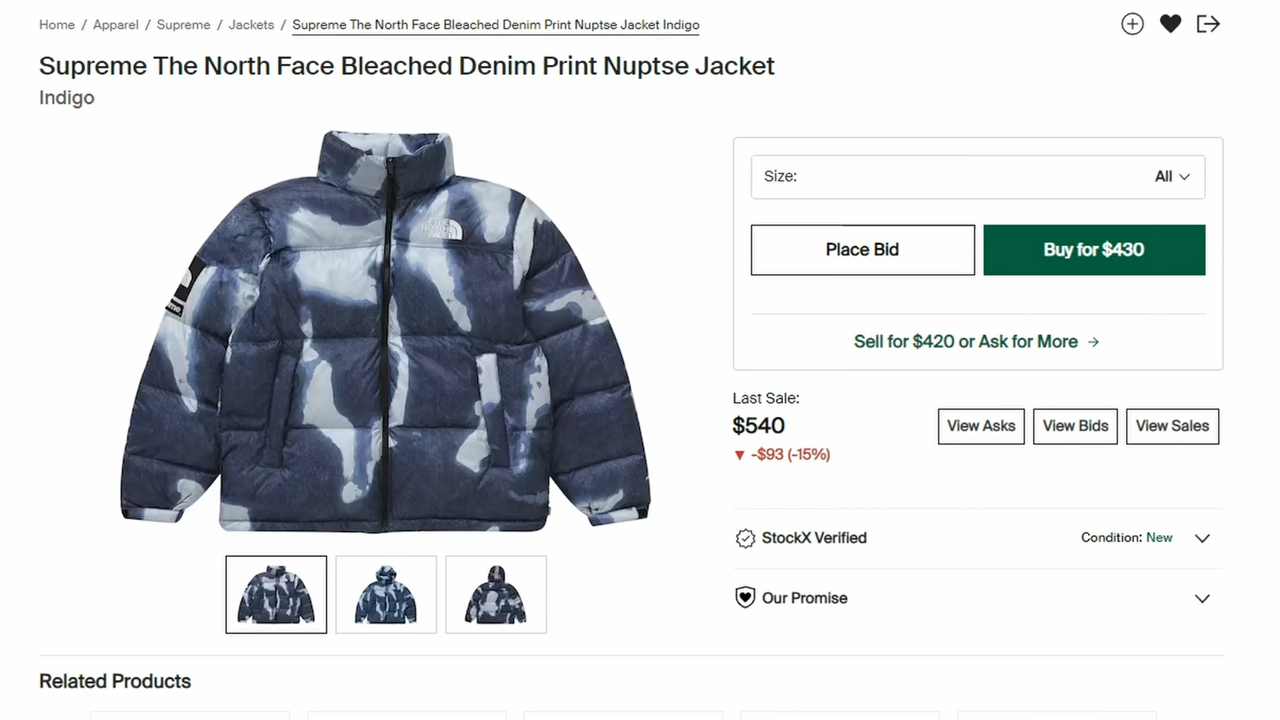 Home / Apparel / Supreme / Jackets / Supreme The North Face Bleached Denim Print Nuptse Jacket Indigo
Supreme The North Face Bleached Denim Print Nuptse Jacket
Indigo
THE
NORTH
FACE
Size:
All
Place Bid
Buy for $430
Sell for $420 or Ask for More →
Last Sale:
$540
▼ -$93 (-15%)
View Asks
View Bids
View Sales
StockX Verified
Condition: New
Our Promise
Related Products